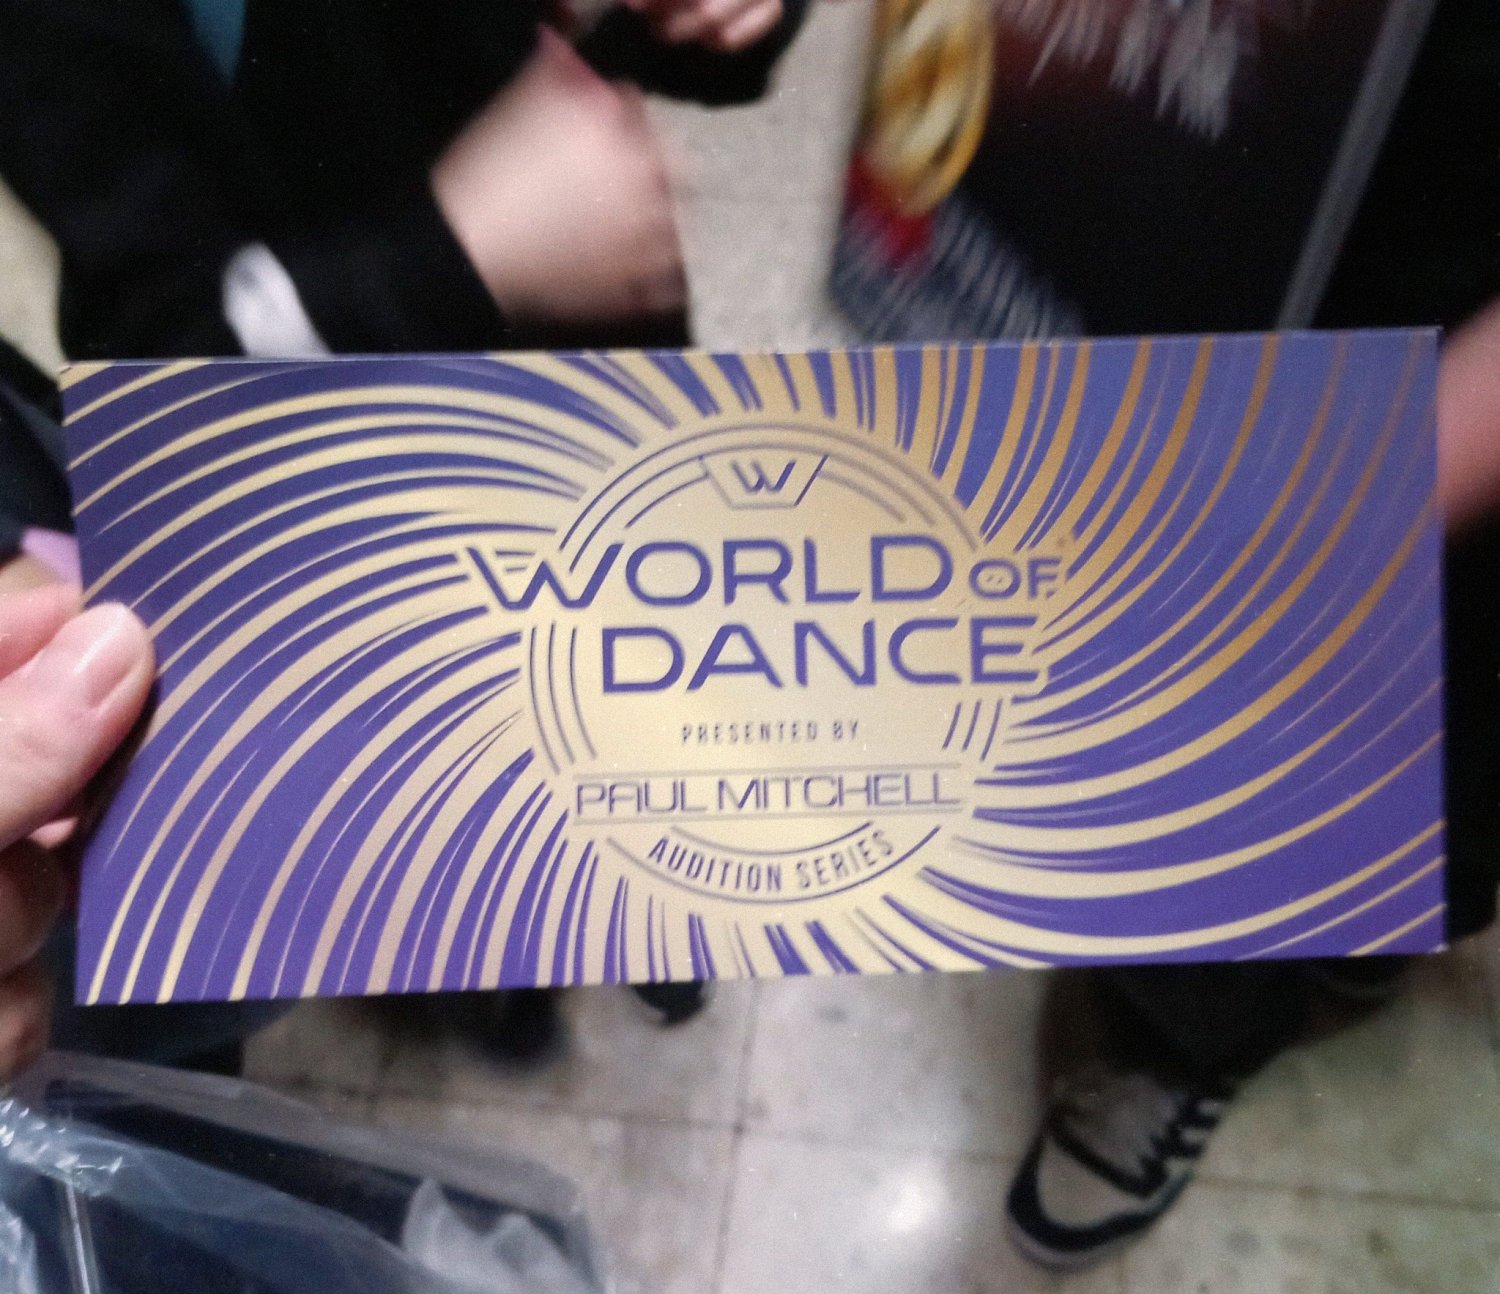 W
WORLD OF
DANCE
PRESENTED BY
PAUL MITCHELL
AUDITION SERIES